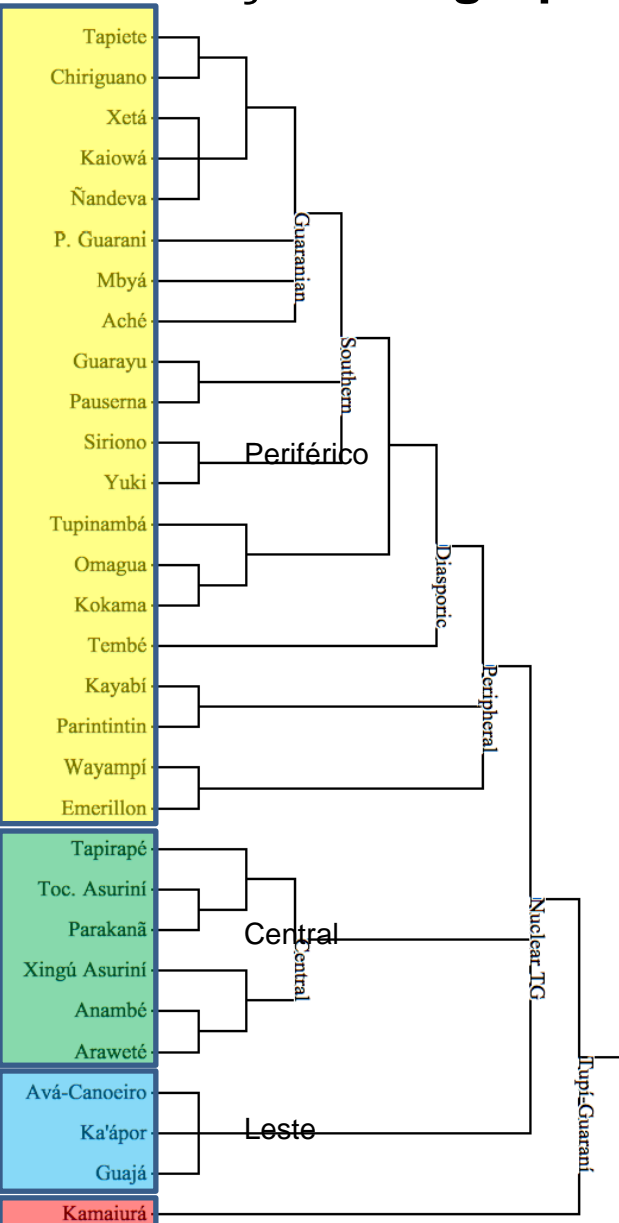 Tapiete
Chiriguano
Xetá
Kaiowá
Ñandeva
P. Guarani
Guaranian
Mbyá
Aché
Guarayu
Southern
Pauserna
Siriono
Periférico
Yuki
Tupinambá
Omagua
Diasporic
Kokama
Tembé
Kayabí
Peripheral
Parintintin
Wayampí
Emerillon
Tapirapé
Toc. Asuriní
Parakanã
Central
Nuclear_TG
Xingú Asuriní
Central
Anambé
Araweté
Avá-Canoeiro
Tupí-Guaraní
Ka'ápor
Leste
Guajá
Kamaiurá